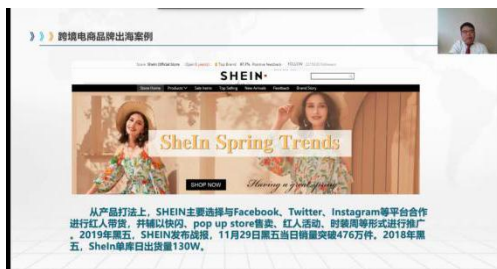 》》》跨境电商品牌出海案例
SHEIN
SheIn Spring Trends
SHOP NOW
Having a great spring
从产品打法上，SHEIN主要选择与Facebook、Twitter、Instagram等平台合作
进行红人带货，并辅以快闪、pop up store售卖、红人活动、时装周等形式进行推广
。2019年黑五，SHEIN发布战报，11月29日黑五当日销量突破476万件。2018年黑
五，SheIn单库日出货量130W。